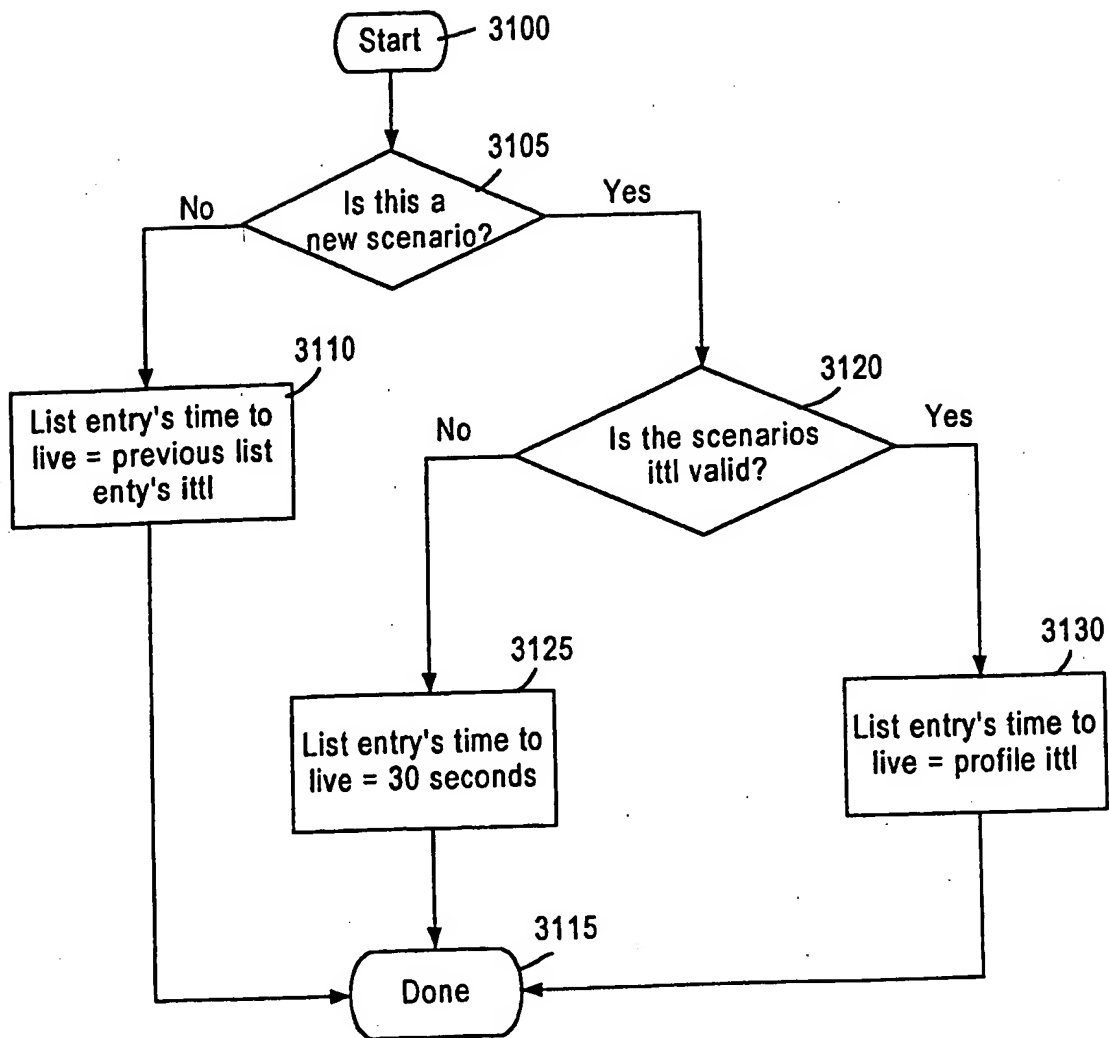 Start
3100
3105
Is this a
new scenario?
No
Yes
3110
List entry's time to
live = previous list
enty's ittl
3120
Is the scenarios
ittl valid?
No
Yes
3125
List entry's time to
live = 30 seconds
3130
List entry's time to
live = profile ittl
3115
Done